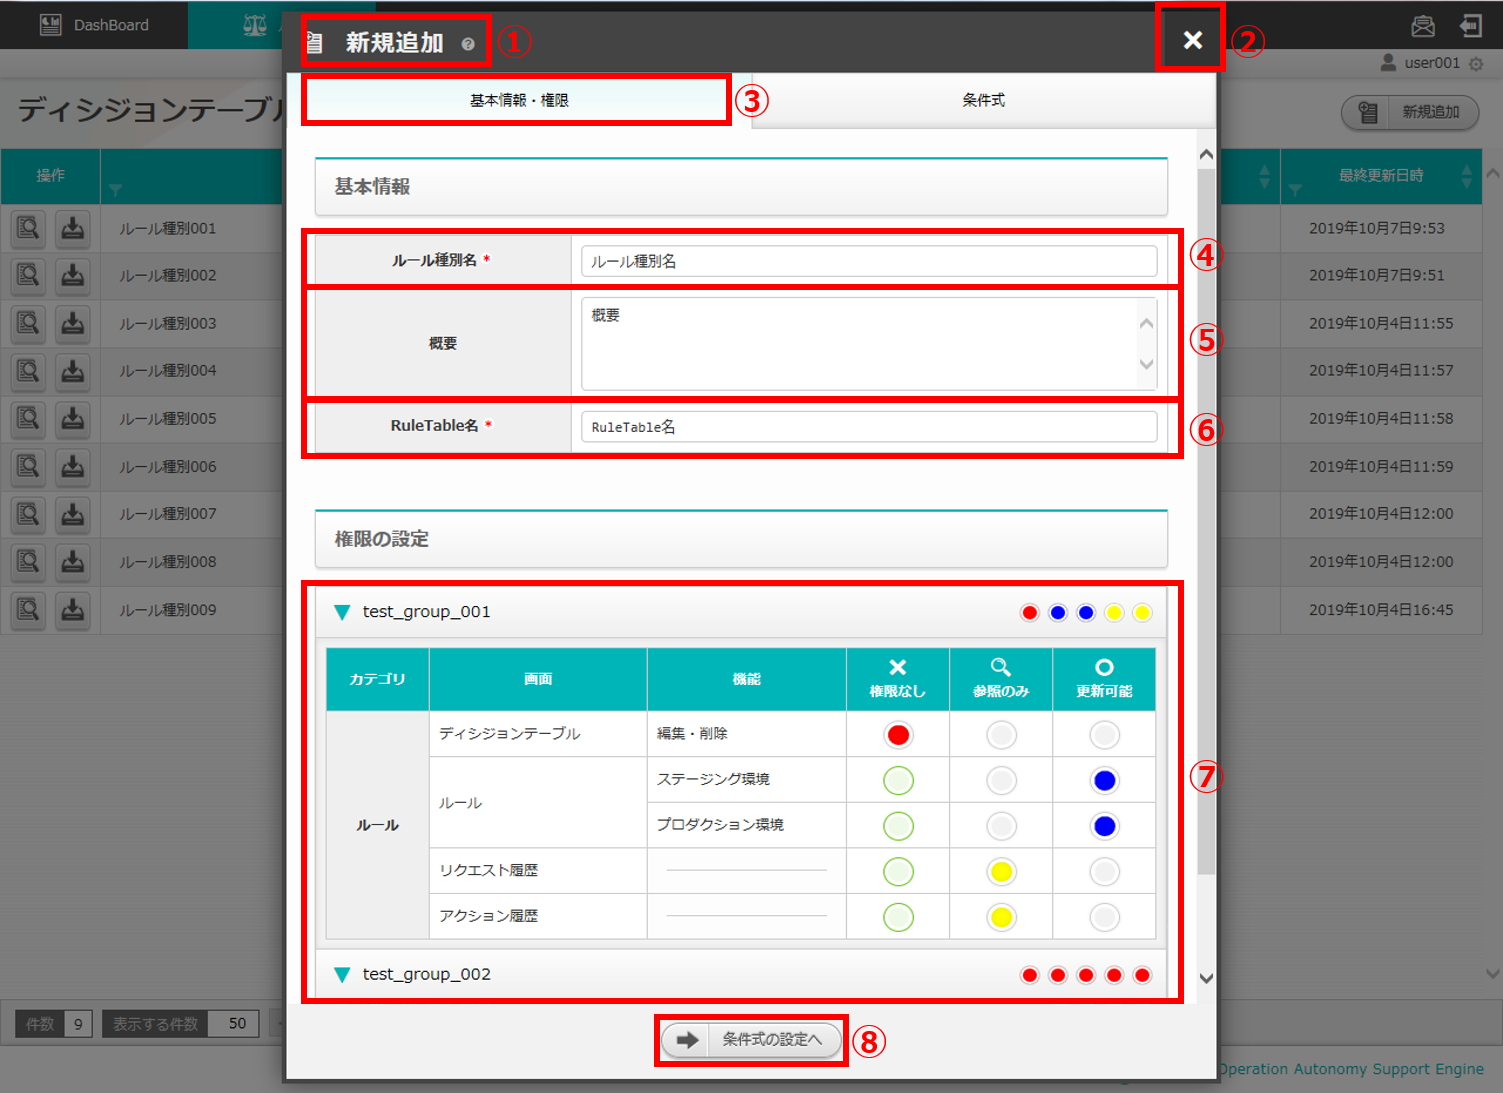 DashBoard
user001
ディシジョンテーブル
新規追加
新規追加 ①
②
基本情報・権限 ③
条件式
基本情報
ルール種別名 * ルール種別名 ④
概要 概要 ⑤
RuleTable名 * RuleTable名 ⑥
権限の設定
test_group_001
カテゴリ 画面 機能 権限なし 参照のみ 更新可能
ルール
ディシジョンテーブル 編集・削除
ルール ステージング環境
プロダクション環境
リクエスト履歴
アクション履歴
⑦
test_group_002
条件式の設定へ ⑧
操作 最終更新日時
ルール種別001 2019年10月7日9:53
ルール種別002 2019年10月7日9:51
ルール種別003 2019年10月4日11:55
ルール種別004 2019年10月4日11:57
ルール種別005 2019年10月4日11:58
ルール種別006 2019年10月4日11:59
ルール種別007 2019年10月4日12:00
ルール種別008 2019年10月4日12:00
ルール種別009 2019年10月4日16:45
件数 9 表示する件数 50
Operation Autonomy Support Engine